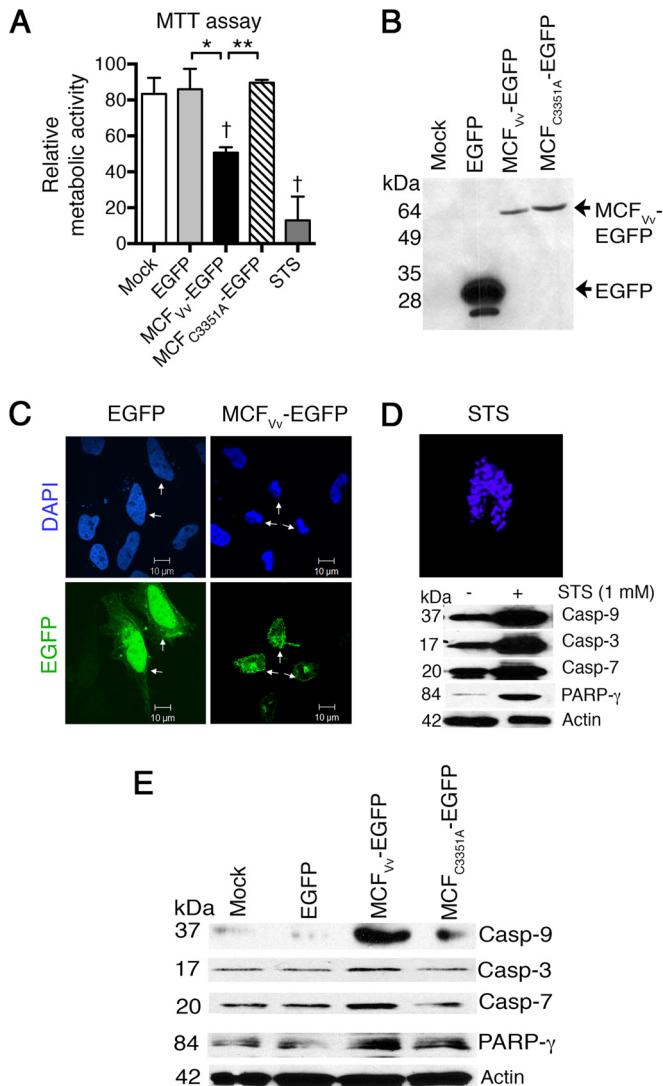 A
MTT assay
* **
† †
Relative
metabolic activity
100
80
60
40
20
0
Mock
EGFP
MCFVv-EGFP
MCFC3351A-EGFP
STS
B
Mock
EGFP
MCFVv-EGFP
MCFC3351A-EGFP
kDa
64
49
35
28
MCFVv-
EGFP
EGFP
C
EGFP MCFVv-EGFP
DAPI
10 µm 10 µm
EGFP
10 µm 10 µm
D
STS
kDa - + STS (1 mM)
37 Casp-9
17 Casp-3
20 Casp-7
84 PARP-γ
42 Actin
E
Mock
EGFP
MCFVv-EGFP
MCFC3351A-EGFP
kDa
37 Casp-9
17 Casp-3
20 Casp-7
84 PARP-γ
42 Actin